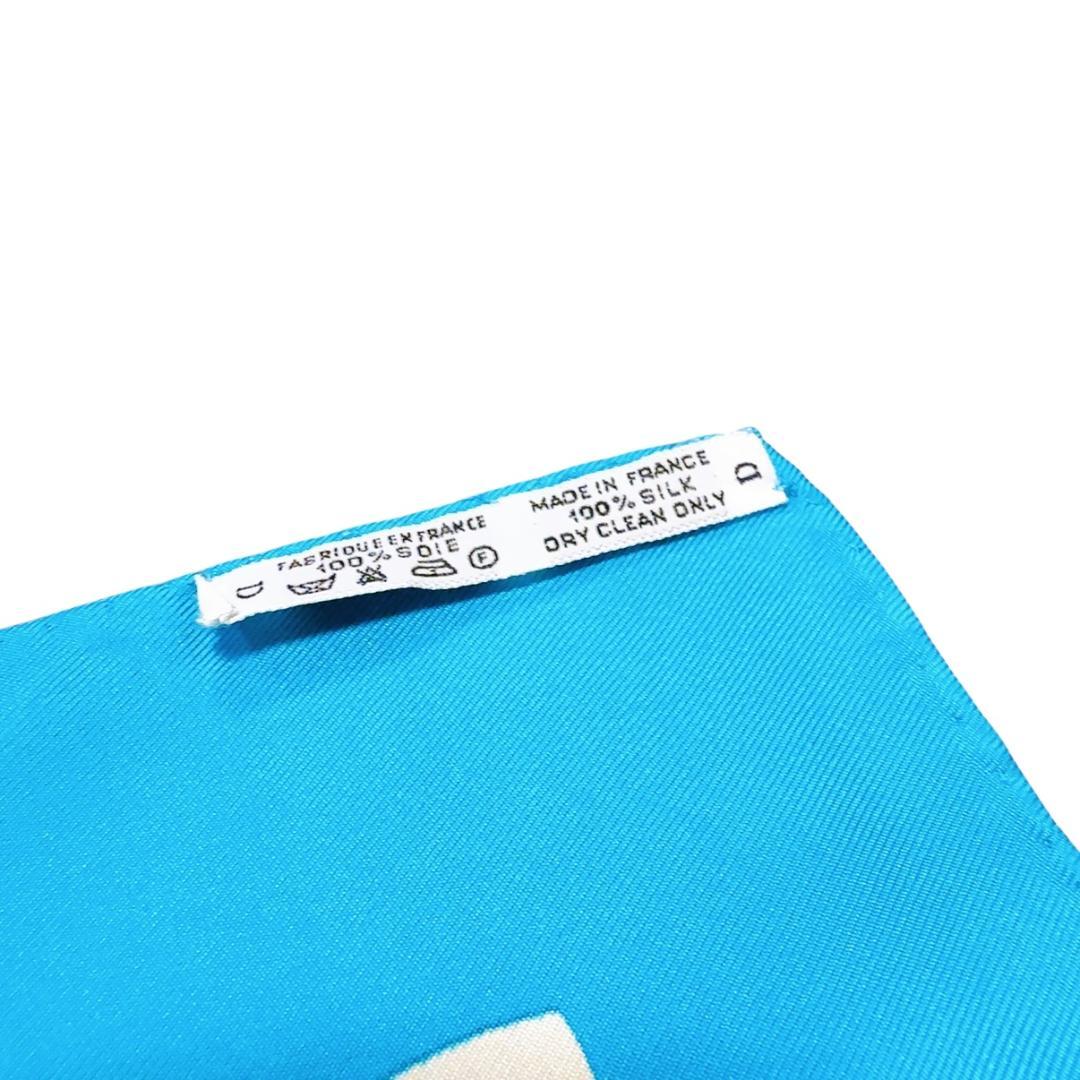 FABRIQUE EN FRANCE
100% SOIE
D
F
MADE IN FRANCE
100% SILK
DRY CLEAN ONLY
D